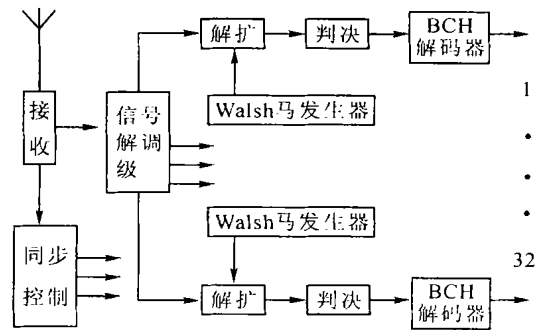 解扩
判决
BCH
解码器
接收
信号
解调
级
Walsh马发生器
1
Walsh马发生器
同步
控制
32
解扩
判决
BCH
解码器